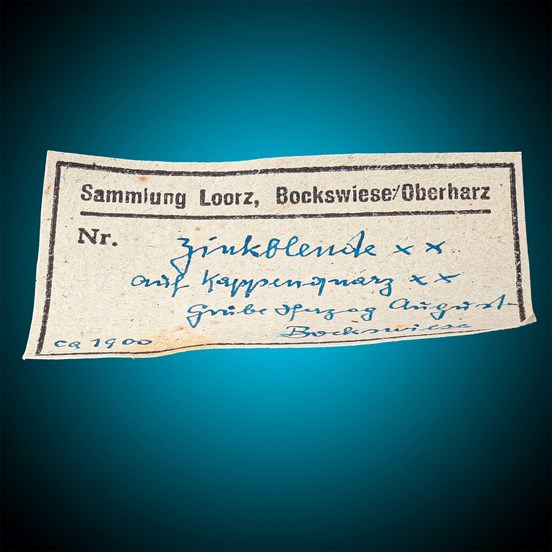 Sammlung Loorz, Bockswiese/Oberharz
Nr. Zinkblende xx
auf Kappenquarz xx
Grube Herzog August
Bockswiese
ca 1900